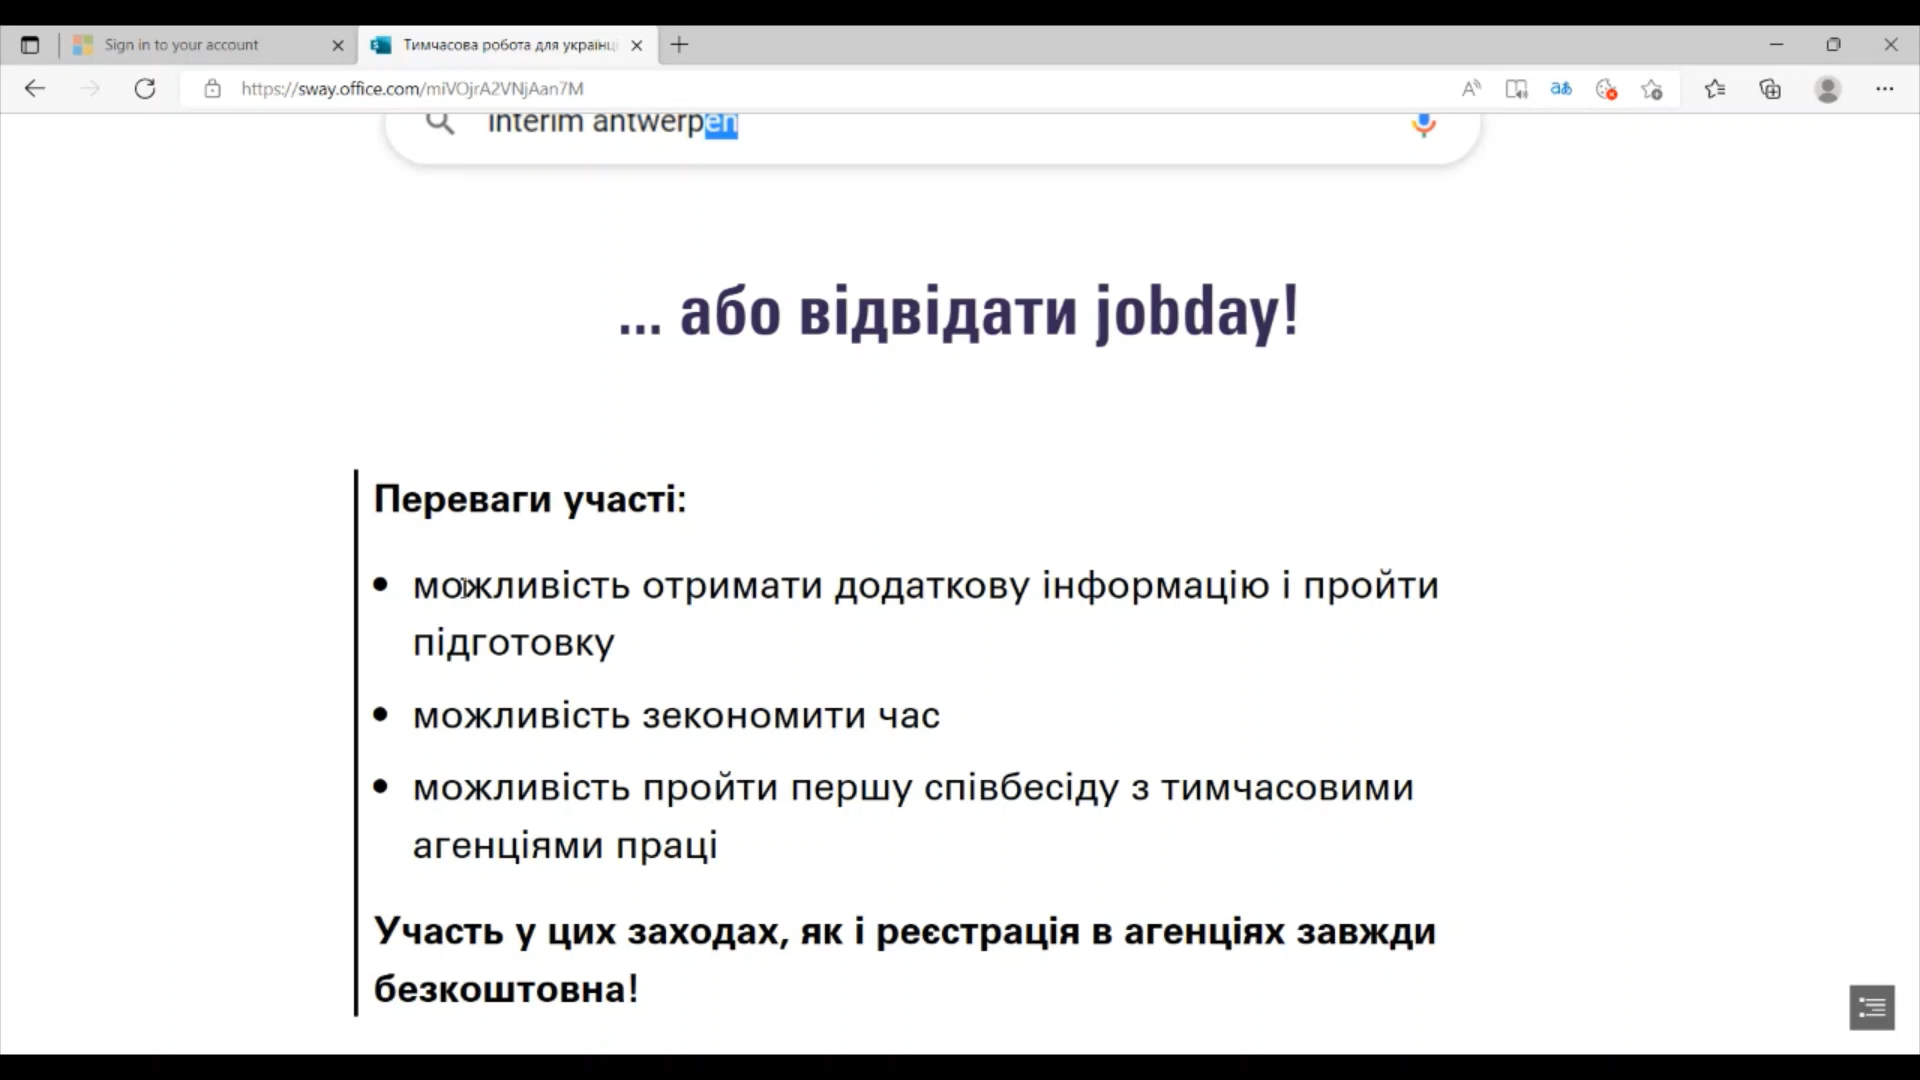 Sign in to your account
Тимчасова робота для українці
https://sway.office.com/miVOjrA2VNjAan7M
interim antwerpen
... або відвідати jobday!
Переваги участі:
• можливість отримати додаткову інформацію і пройти
підготовку
• можливість зекономити час
• можливість пройти першу співбесіду з тимчасовими
агенціями праці
Участь у цих заходах, як і реєстрація в агенціях завжди
безкоштовна!